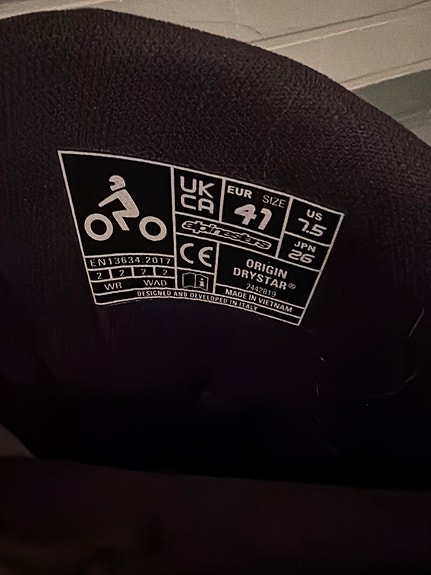 UK
CA
EUR SIZE
41
US
7.5
alpinestars
JPN
26
CE
ORIGIN
DRYSTAR®
2442819
EN13634:2017
2 2 2 2
WR WAD
i
MADE IN VIETNAM
DESIGNED AND DEVELOPED IN ITALY